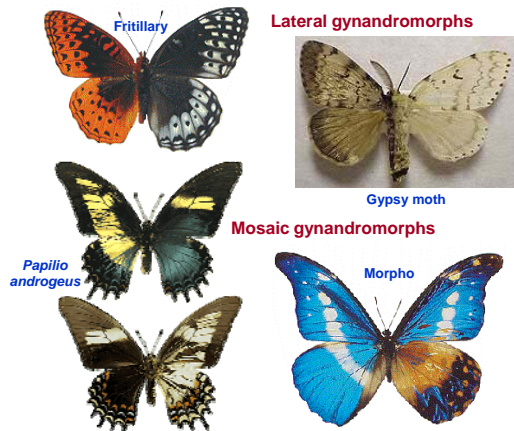 Fritillary
Lateral gynandromorphs
Gypsy moth
Mosaic gynandromorphs
Papilio
androgeus
Morpho